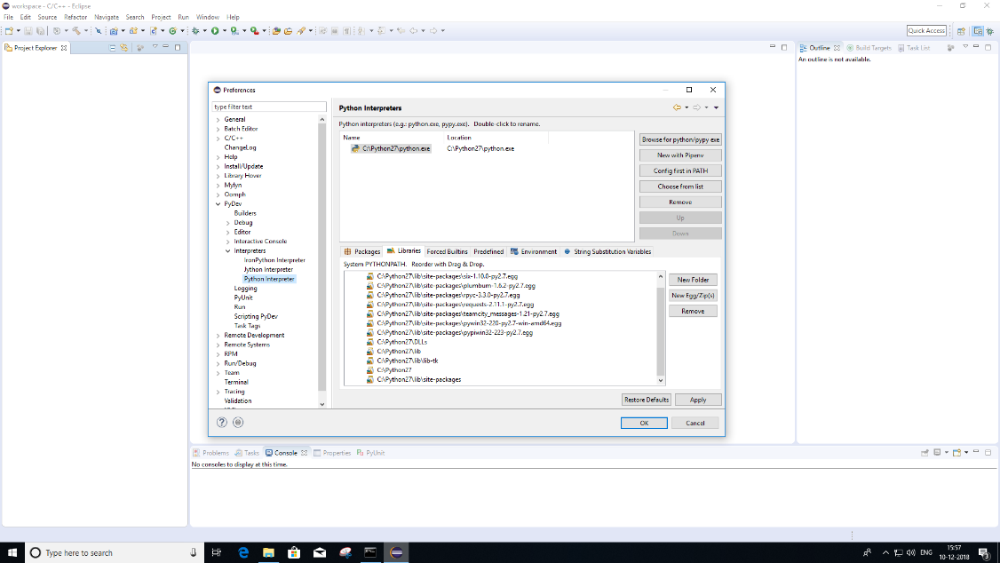 workspace - C/C++ - Eclipse
File Edit Source Refactor Navigate Search Project Run Window Help
Quick Access
Project Explorer
Outline Build Targets Task List
An outline is not available.
Preferences
type filter text
General
Batch Editor
C/C++
ChangeLog
Help
Install/Update
Library Hover
Mylyn
Oomph
PyDev
Builders
Debug
Editor
Interactive Console
Interpreters
IronPython Interpreter
Jython Interpreter
Python Interpreter
Logging
PyUnit
Run
Scripting PyDev
Task Tags
Remote Development
Remote Systems
RPM
Run/Debug
Team
Terminal
Tracing
Validation
Python Interpreters
Python interpreters (e.g.: python.exe, pypy.exe). Double-click to rename.
Name Location
C:\Python27\python.exe C:\Python27\python.exe
Browse for python/pypy exe
New with Pipenv
Config first in PATH
Choose from list
Remove
Up
Down
Packages Libraries Forced Builtins Predefined Environment String Substitution Variables
System PYTHONPATH. Reorder with Drag & Drop.
C:\Python27\lib\site-packages\six-1.10.0-py2.7.egg
C:\Python27\lib\site-packages\plumbum-1.6.2-py2.7.egg
C:\Python27\lib\site-packages\rpyc-3.3.0-py2.7.egg
C:\Python27\lib\site-packages\requests-2.11.1-py2.7.egg
C:\Python27\lib\site-packages\teamcity_messages-1.21-py2.7.egg
C:\Python27\lib\site-packages\pywin32-220-py2.7-win-amd64.egg
C:\Python27\lib\site-packages\pypiwin32-223-py2.7.egg
C:\Python27\DLLs
C:\Python27\lib
C:\Python27\lib\lib-tk
C:\Python27
C:\Python27\lib\site-packages
New Folder
New Egg/Zip(s)
Remove
Restore Defaults Apply
OK Cancel
Problems Tasks Console Properties PyUnit
No consoles to display at this time.
Type here to search
ENG
15:57
10-12-2018
3